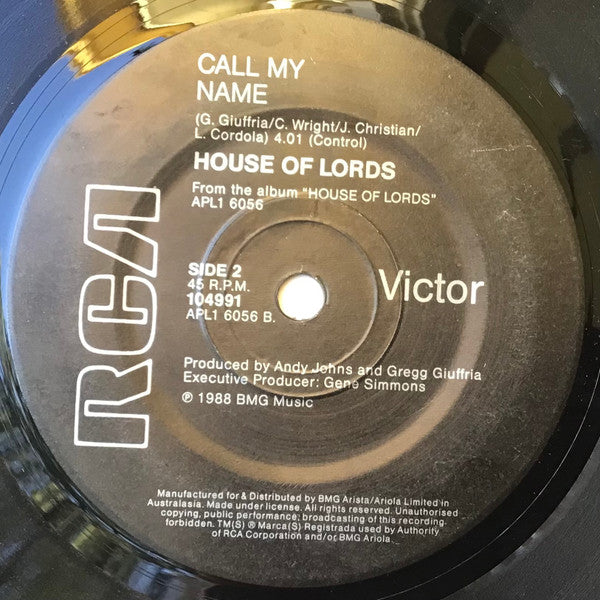 CALL MY
NAME
(G. Giuffria/C. Wright/J. Christian/
L. Cordola) 4.01 (Control)
HOUSE OF LORDS
From the album "HOUSE OF LORDS"
APL1 6056
RCA
SIDE 2
45 R.P.M.
104991
APL1 6056 B.
Victor
Produced by Andy Johns and Gregg Giuffria
Executive Producer: Gene Simmons
℗ 1988 BMG Music
Manufactured for & Distributed by BMG Arista/Ariola Limited in
Australasia. Made under license. All rights reserved. Unauthorised
copying, public performance, broadcasting of this recording
forbidden. TM(S) ® Marca(S) Registrada used by Authority
of RCA Corporation and/or BMG Ariola.